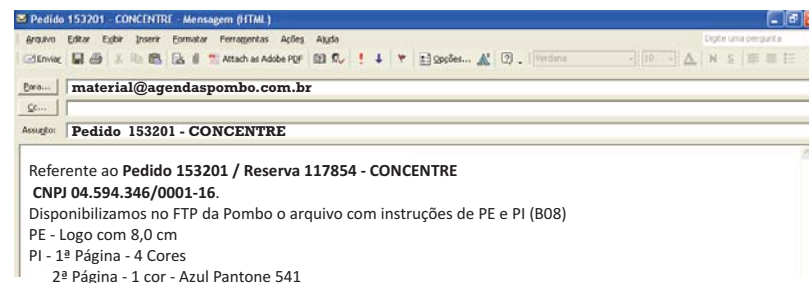 Pedido 153201 - CONCENTRE - Mensagem (HTML)
Arquivo Editar Exibir Inserir Formatar Ferramentas Ações Ajuda Digite uma pergunta
Enviar Attach as Adobe PDF Opções... Verdana 10 A N S
Para... material@agendaspombo.com.br
Cc...
Assunto: Pedido 153201 - CONCENTRE
Referente ao Pedido 153201 / Reserva 117854 - CONCENTRE
CNPJ 04.594.346/0001-16.
Disponibilizamos no FTP da Pombo o arquivo com instruções de PE e PI (B08)
PE - Logo com 8,0 cm
PI - 1ª Página - 4 Cores
2ª Página - 1 cor - Azul Pantone 541